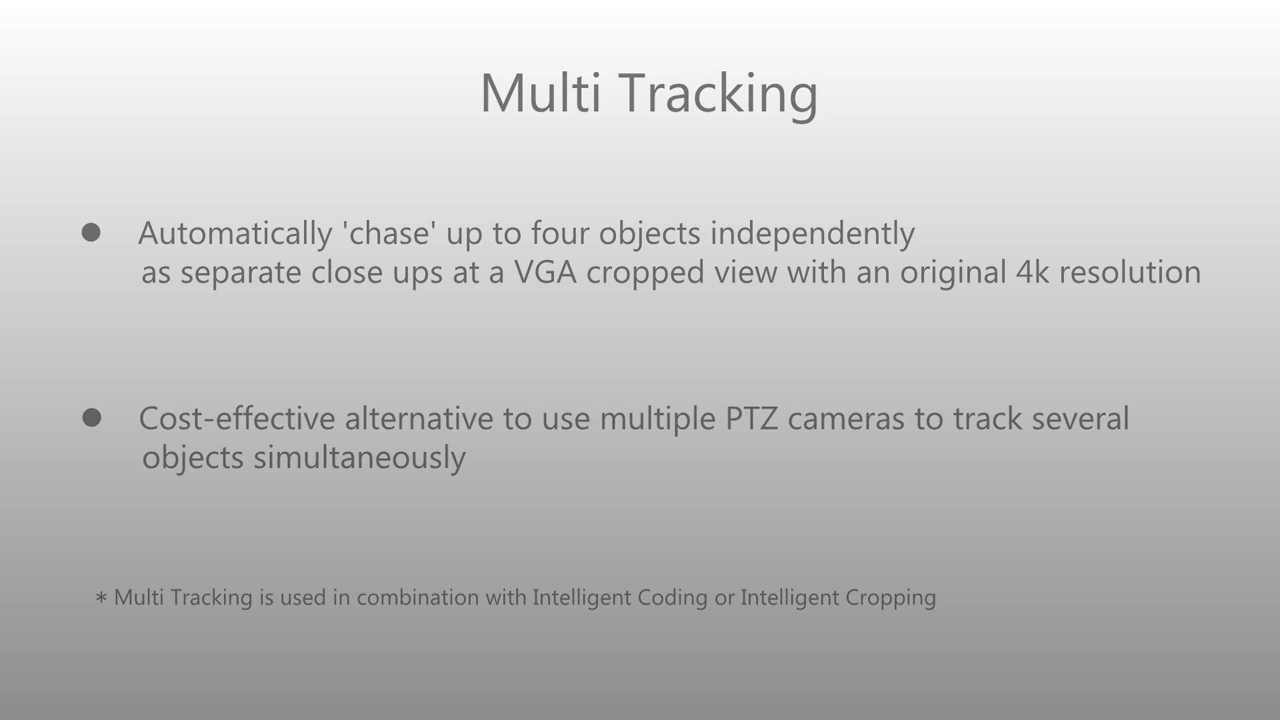 Multi Tracking
● Automatically 'chase' up to four objects independently
as separate close ups at a VGA cropped view with an original 4k resolution
● Cost-effective alternative to use multiple PTZ cameras to track several
objects simultaneously
* Multi Tracking is used in combination with Intelligent Coding or Intelligent Cropping